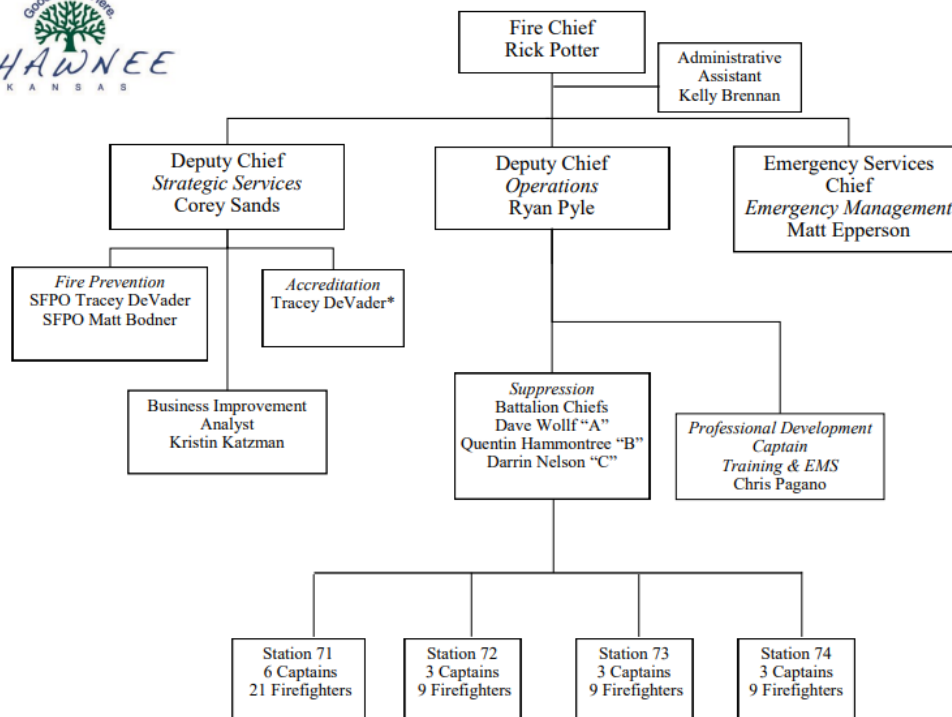 Good
here.
HAWNEE
KANSAS
Fire Chief
Rick Potter
Administrative
Assistant
Kelly Brennan
Deputy Chief
Strategic Services
Corey Sands
Deputy Chief
Operations
Ryan Pyle
Emergency Services
Chief
Emergency Management
Matt Epperson
Fire Prevention
SFPO Tracey DeVader
SFPO Matt Bodner
Accreditation
Tracey DeVader*
Business Improvement
Analyst
Kristin Katzman
Suppression
Battalion Chiefs
Dave Wollf “A”
Quentin Hammontree “B”
Darrin Nelson “C”
Professional Development
Captain
Training & EMS
Chris Pagano
Station 71
6 Captains
21 Firefighters
Station 72
3 Captains
9 Firefighters
Station 73
3 Captains
9 Firefighters
Station 74
3 Captains
9 Firefighters